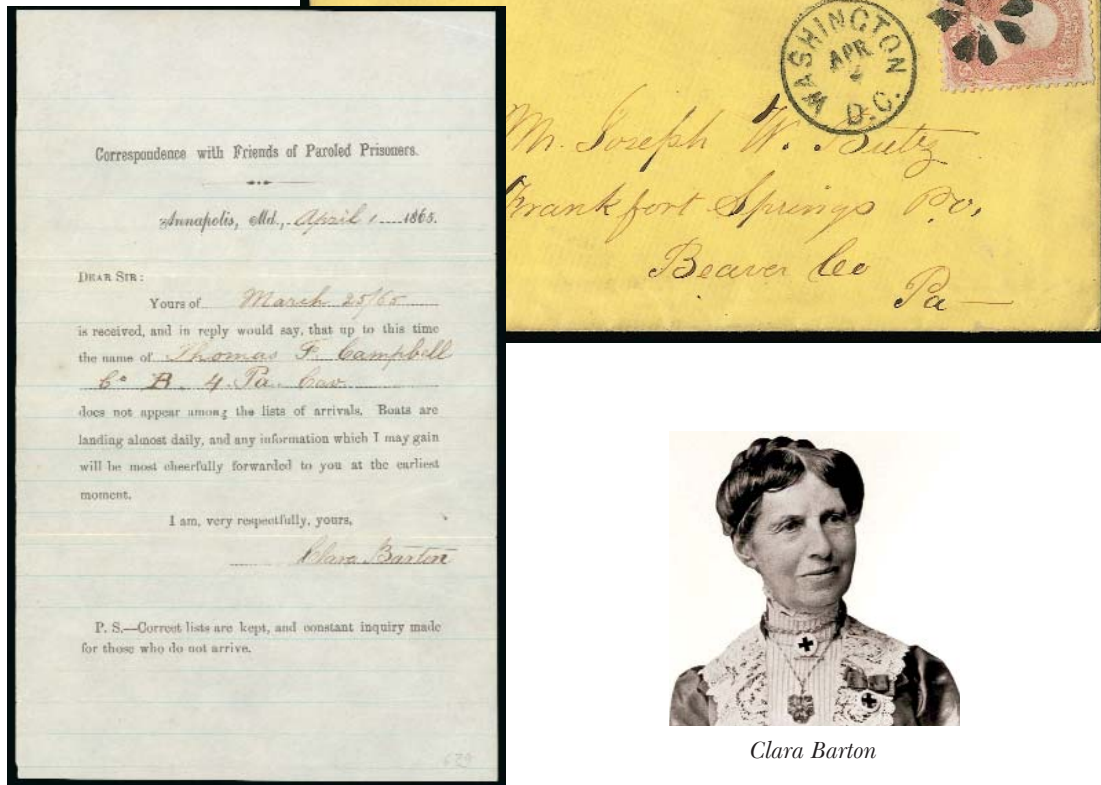 Correspondence with Friends of Paroled Prisoners.
Annapolis, Md., April 1 1865.
DEAR SIR:
Yours of March 25/65
is received, and in reply would say, that up to this time
the name of Thomas F Campbell
Co B. 4. Pa. Cav.
does not appear among the lists of arrivals. Boats are
landing almost daily, and any information which I may gain
will be most cheerfully forwarded to you at the earliest
moment.
I am, very respectfully, yours,
Clara Barton
P. S.—Correct lists are kept, and constant inquiry made
for those who do not arrive.
629
WASHINGTON
APR
D.C.
Mr. Joseph W. Butz
Frankfort Springs P.O.
Beaver Co
Pa
Clara Barton